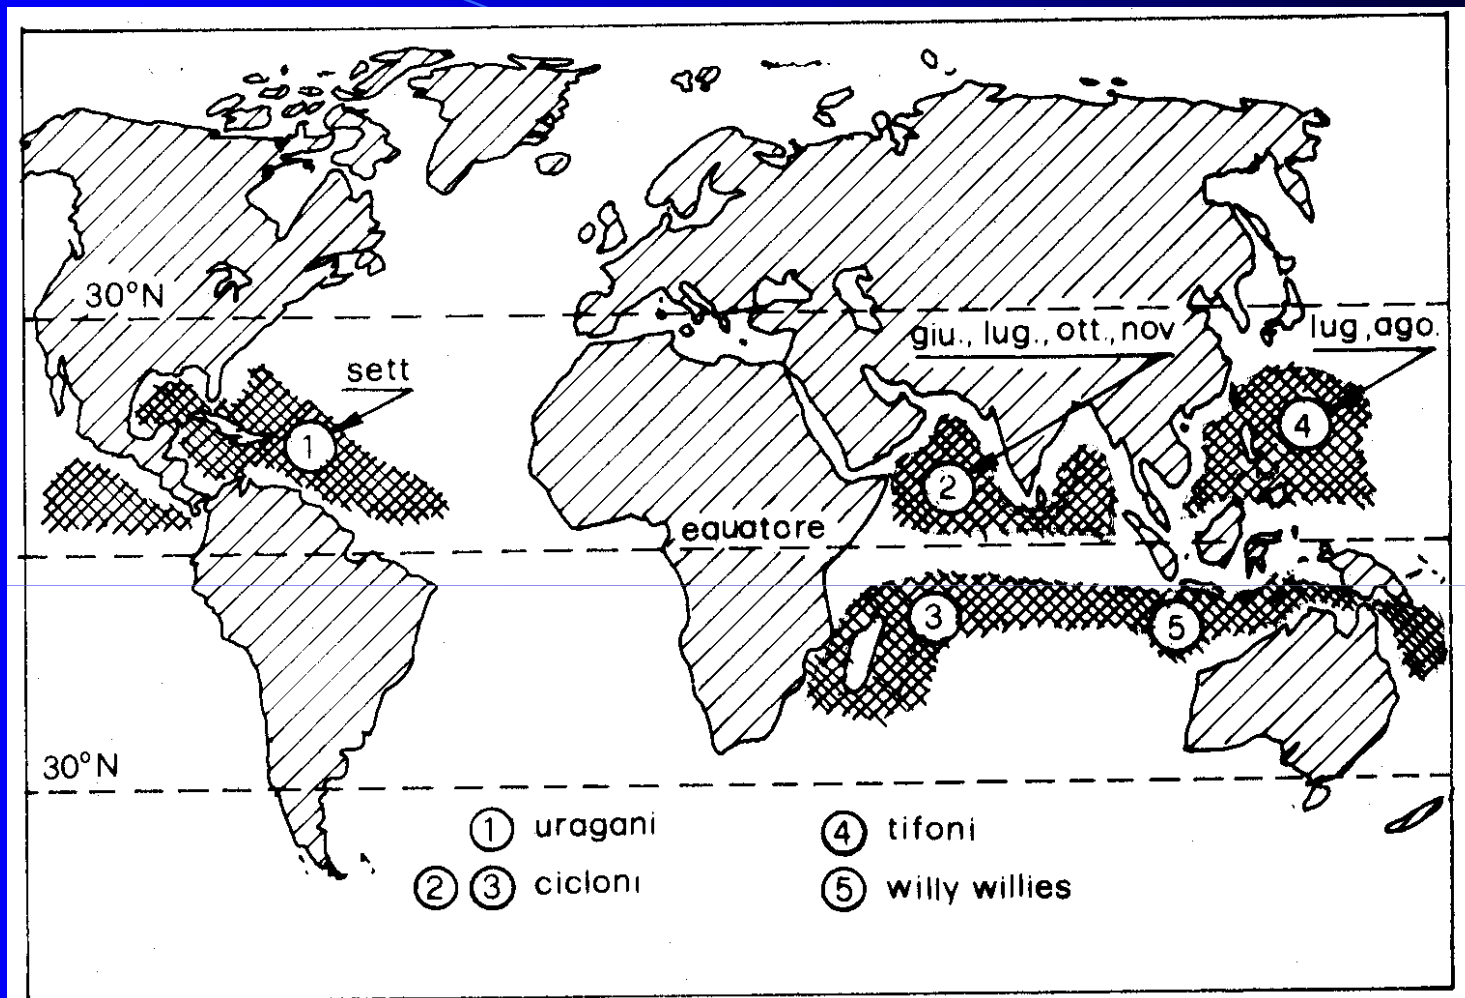 30°N
giu., lug., ott., nov
lug, ago.
sett
1
4
2
eauatore
3
5
30°N
1 uragani
4 tifoni
2 3 cicloni
5 willy willies